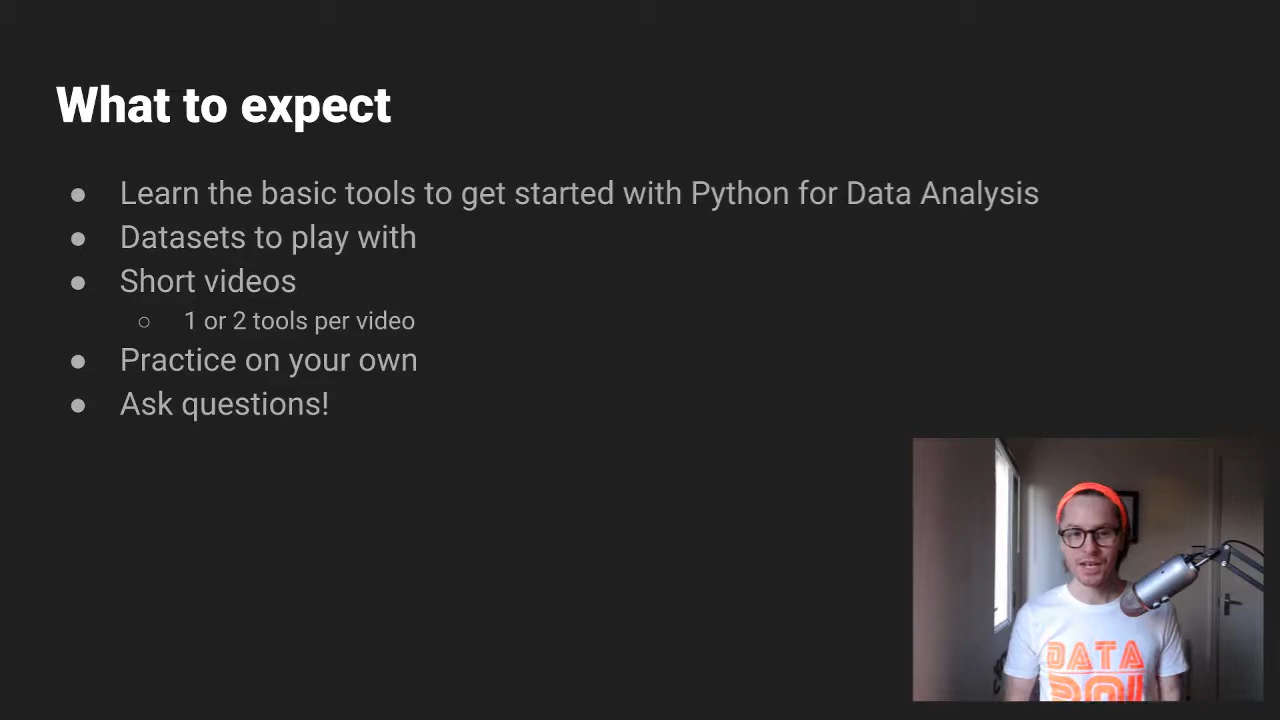 What to expect
● Learn the basic tools to get started with Python for Data Analysis
● Datasets to play with
● Short videos
○ 1 or 2 tools per video
● Practice on your own
● Ask questions!
DATA